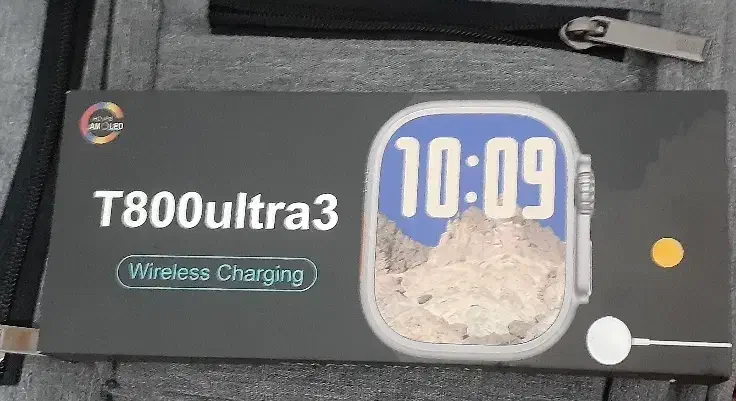 AMOLED
T800ultra3
Wireless Charging
10:09